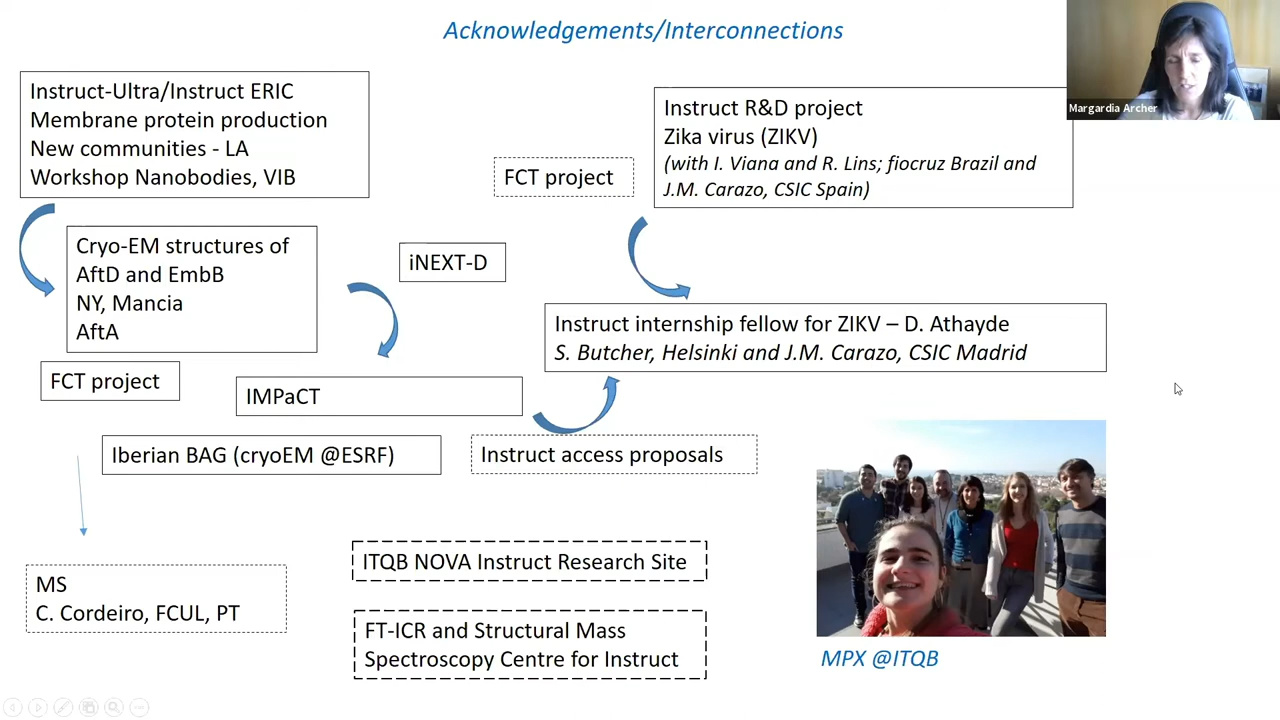 Acknowledgements/Interconnections
Margardia Archer
Instruct-Ultra/Instruct ERIC
Membrane protein production
New communities - LA
Workshop Nanobodies, VIB
FCT project
Instruct R&D project
Zika virus (ZIKV)
(with I. Viana and R. Lins; fiocruz Brazil and
J.M. Carazo, CSIC Spain)
Cryo-EM structures of
AftD and EmbB
NY, Mancia
AftA
iNEXT-D
Instruct internship fellow for ZIKV – D. Athayde
S. Butcher, Helsinki and J.M. Carazo, CSIC Madrid
FCT project
IMPaCT
Iberian BAG (cryoEM @ESRF)
Instruct access proposals
MS
C. Cordeiro, FCUL, PT
ITQB NOVA Instruct Research Site
FT-ICR and Structural Mass
Spectroscopy Centre for Instruct
MPX @ITQB